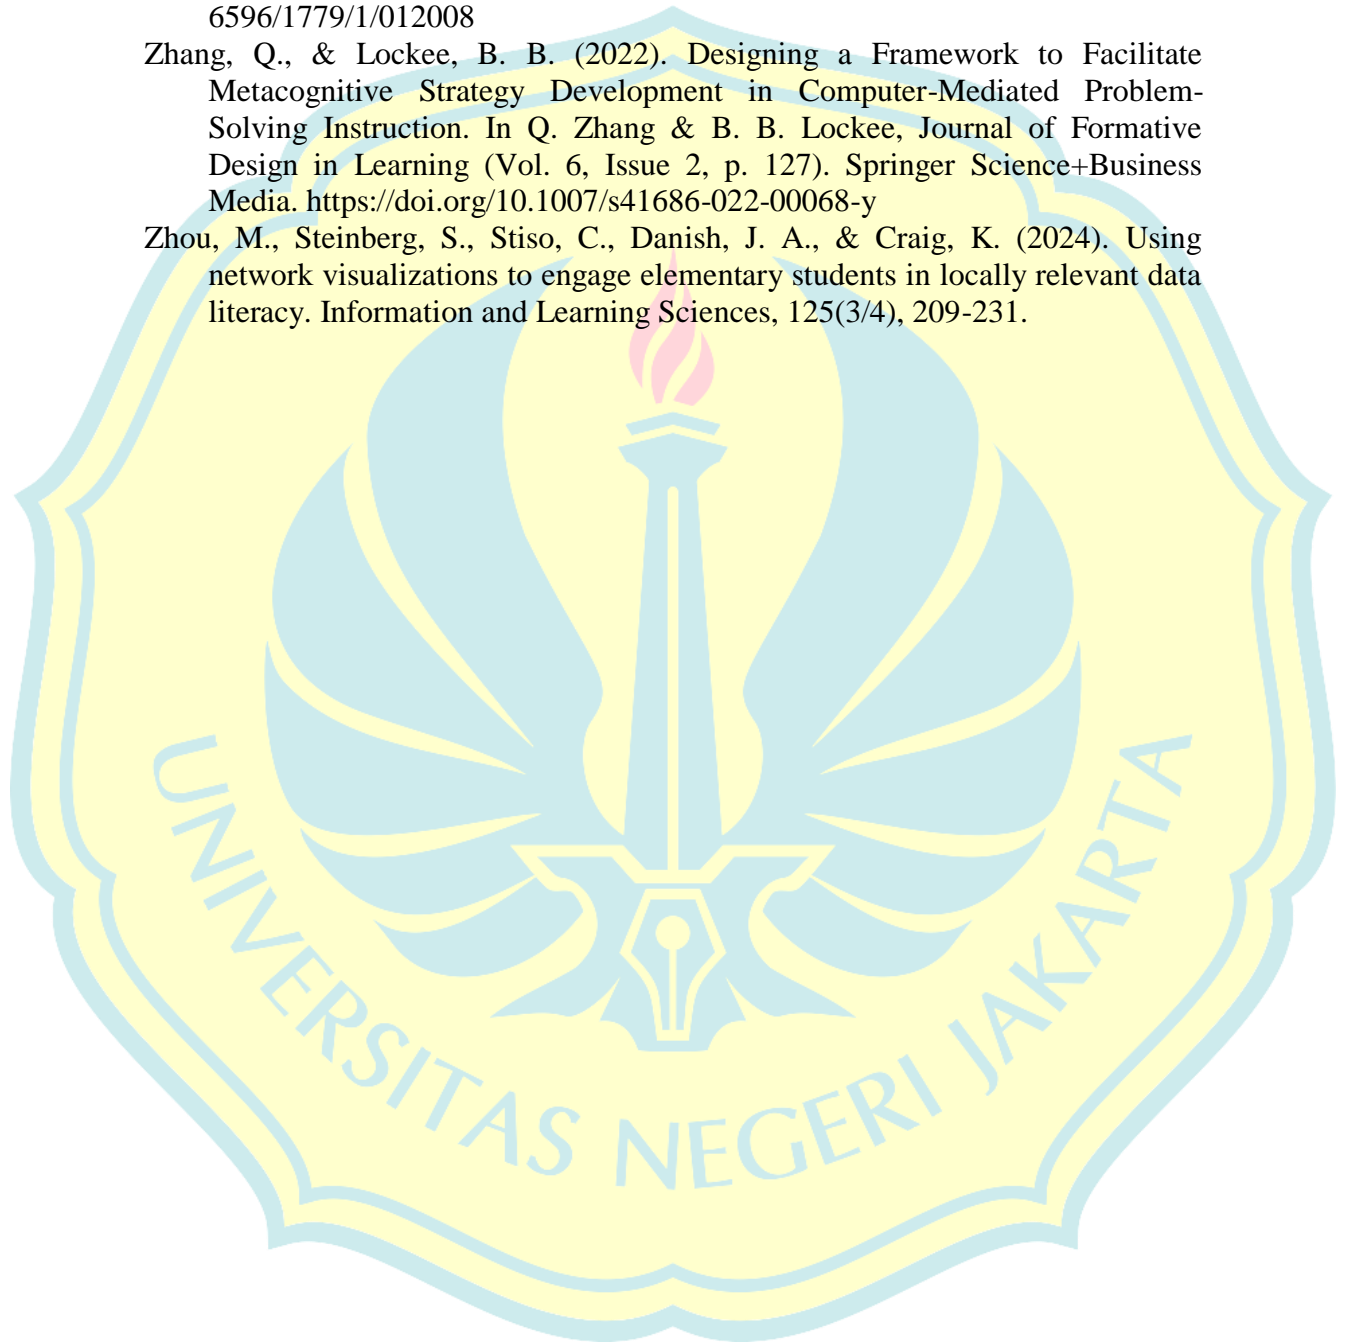 6596/1779/1/012008
Zhang, Q., & Lockee, B. B. (2022). Designing a Framework to Facilitate
Metacognitive Strategy Development in Computer-Mediated Problem-
Solving Instruction. In Q. Zhang & B. B. Lockee, Journal of Formative
Design in Learning (Vol. 6, Issue 2, p. 127). Springer Science+Business
Media. https://doi.org/10.1007/s41686-022-00068-y
Zhou, M., Steinberg, S., Stiso, C., Danish, J. A., & Craig, K. (2024). Using
network visualizations to engage elementary students in locally relevant data
literacy. Information and Learning Sciences, 125(3/4), 209-231.
UNIVERSITAS NEGERI JAKARTA